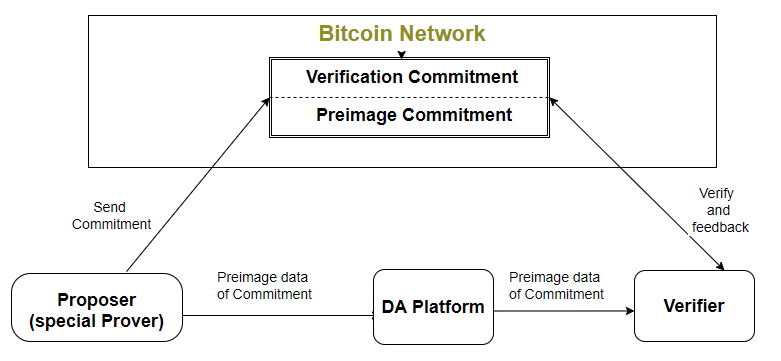 Bitcoin Network
Verification Commitment
Preimage Commitment
Send
Commitment
Verify
and
feedback
Proposer
(special Prover)
Preimage data
of Commitment
DA Platform
Preimage data
of Commitment
Verifier